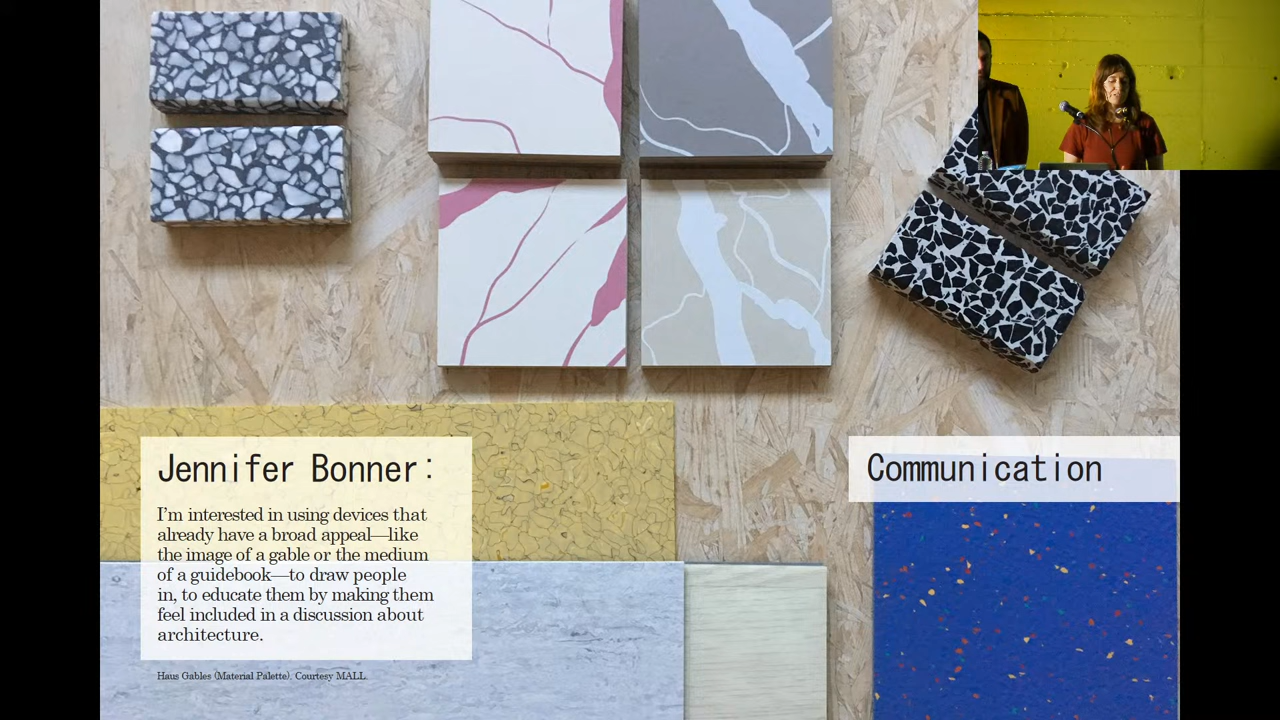 Jennifer Bonner:
I'm interested in using devices that
already have a broad appeal—like
the image of a gable or the medium
of a guidebook—to draw people
in, to educate them by making them
feel included in a discussion about
architecture.
Haus Gables (Material Palette). Courtesy MALL.
Communication